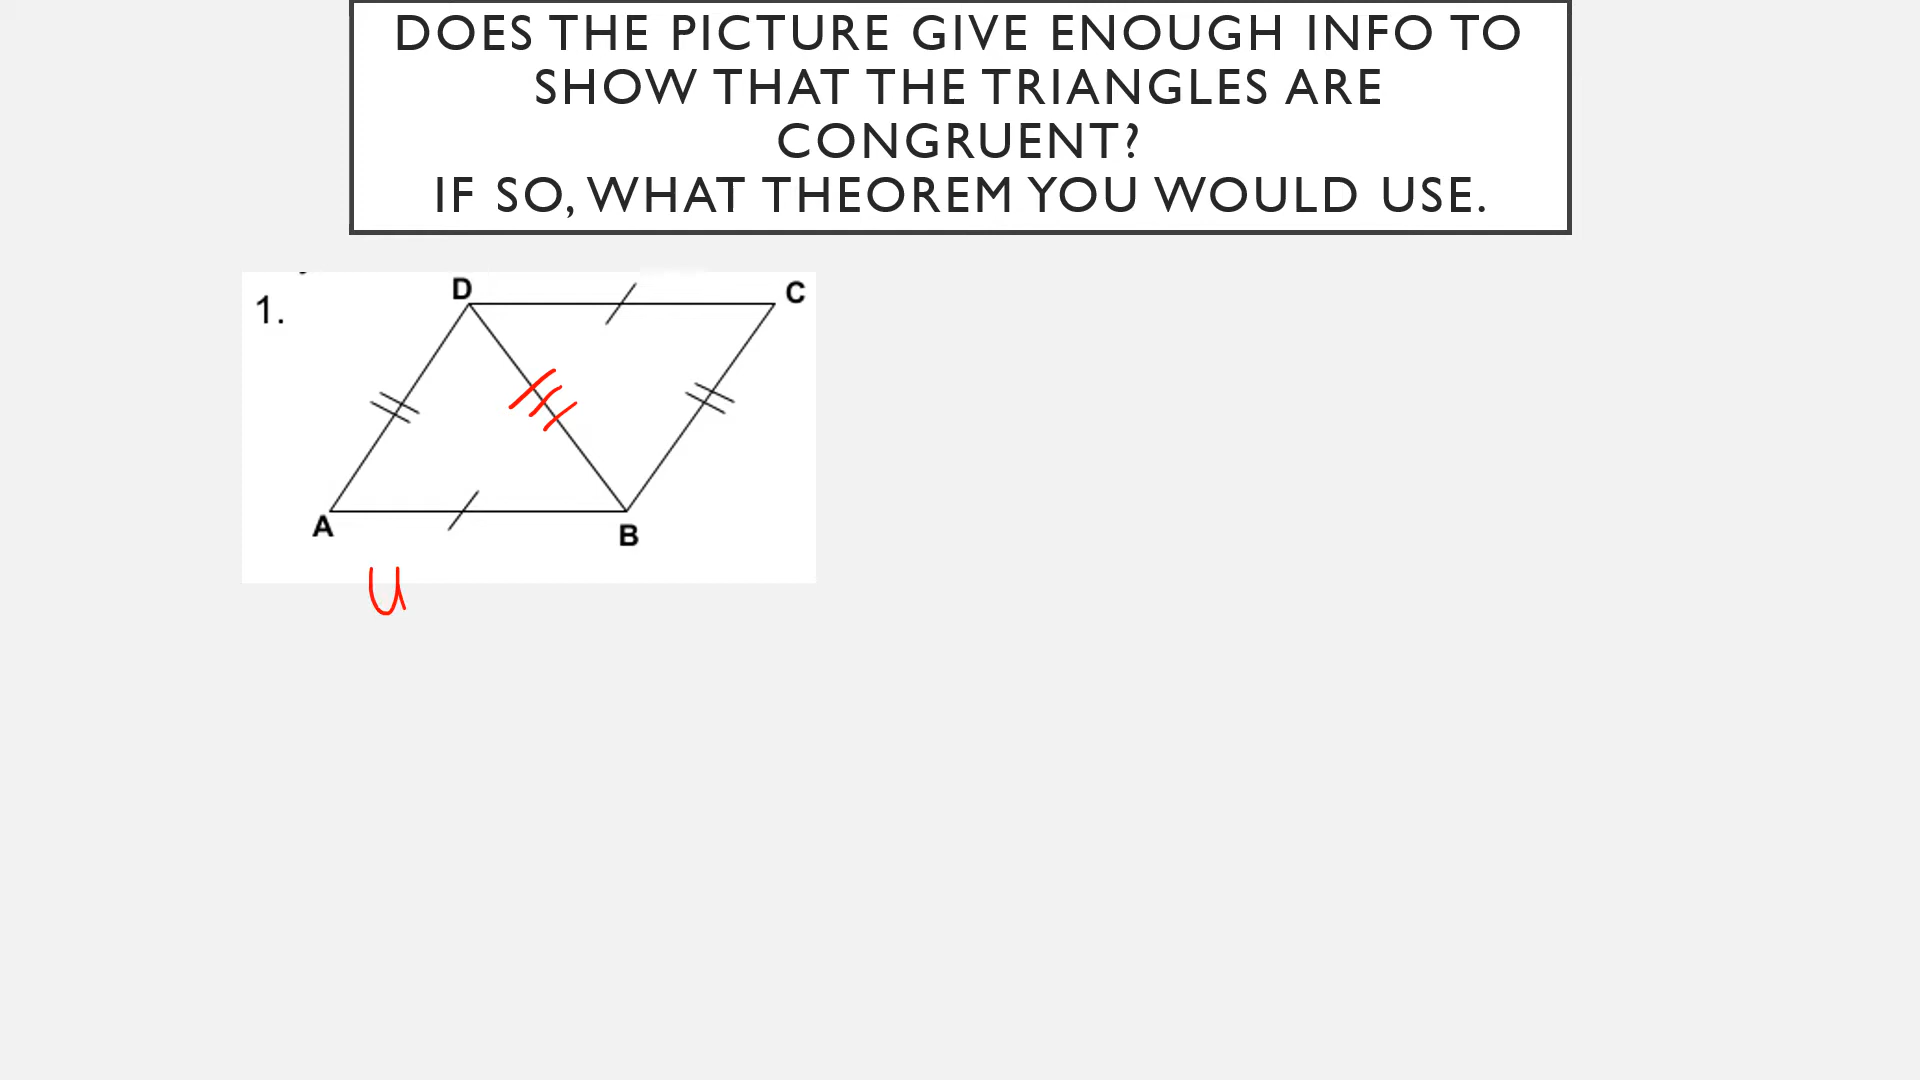 DOES THE PICTURE GIVE ENOUGH INFO TO
SHOW THAT THE TRIANGLES ARE
CONGRUENT?
IF SO, WHAT THEOREM YOU WOULD USE.
1.
D
C
A
B
u